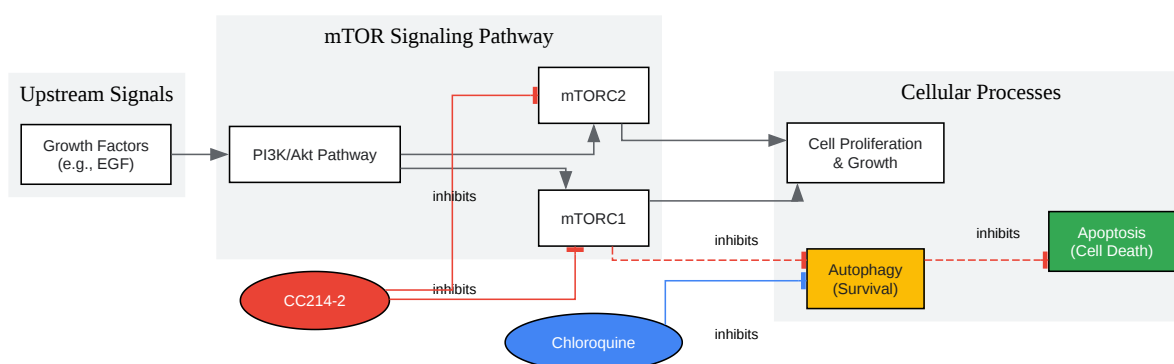 mTOR Signaling Pathway
Upstream Signals
Growth Factors
(e.g., EGF)
PI3K/Akt Pathway
mTORC2
inhibits
mTORC1
Cellular Processes
Cell Proliferation
& Growth
inhibits
inhibits
Apoptosis
(Cell Death)
Autophagy
(Survival)
CC214-2
inhibits
Chloroquine
inhibits